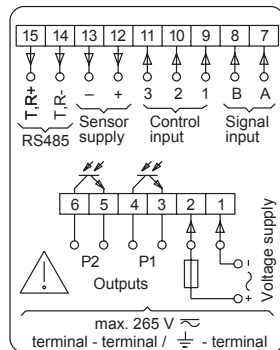 15 14 13 12 11 10 9 8 7
T,R+ T,R- – + 3 2 1 B A
RS485 Sensor supply Control input Signal input
6 5 4 3 2 1
P2 P1
Outputs
- ~ +
Voltage supply
max. 265 V
terminal - terminal / ⏚ - terminal